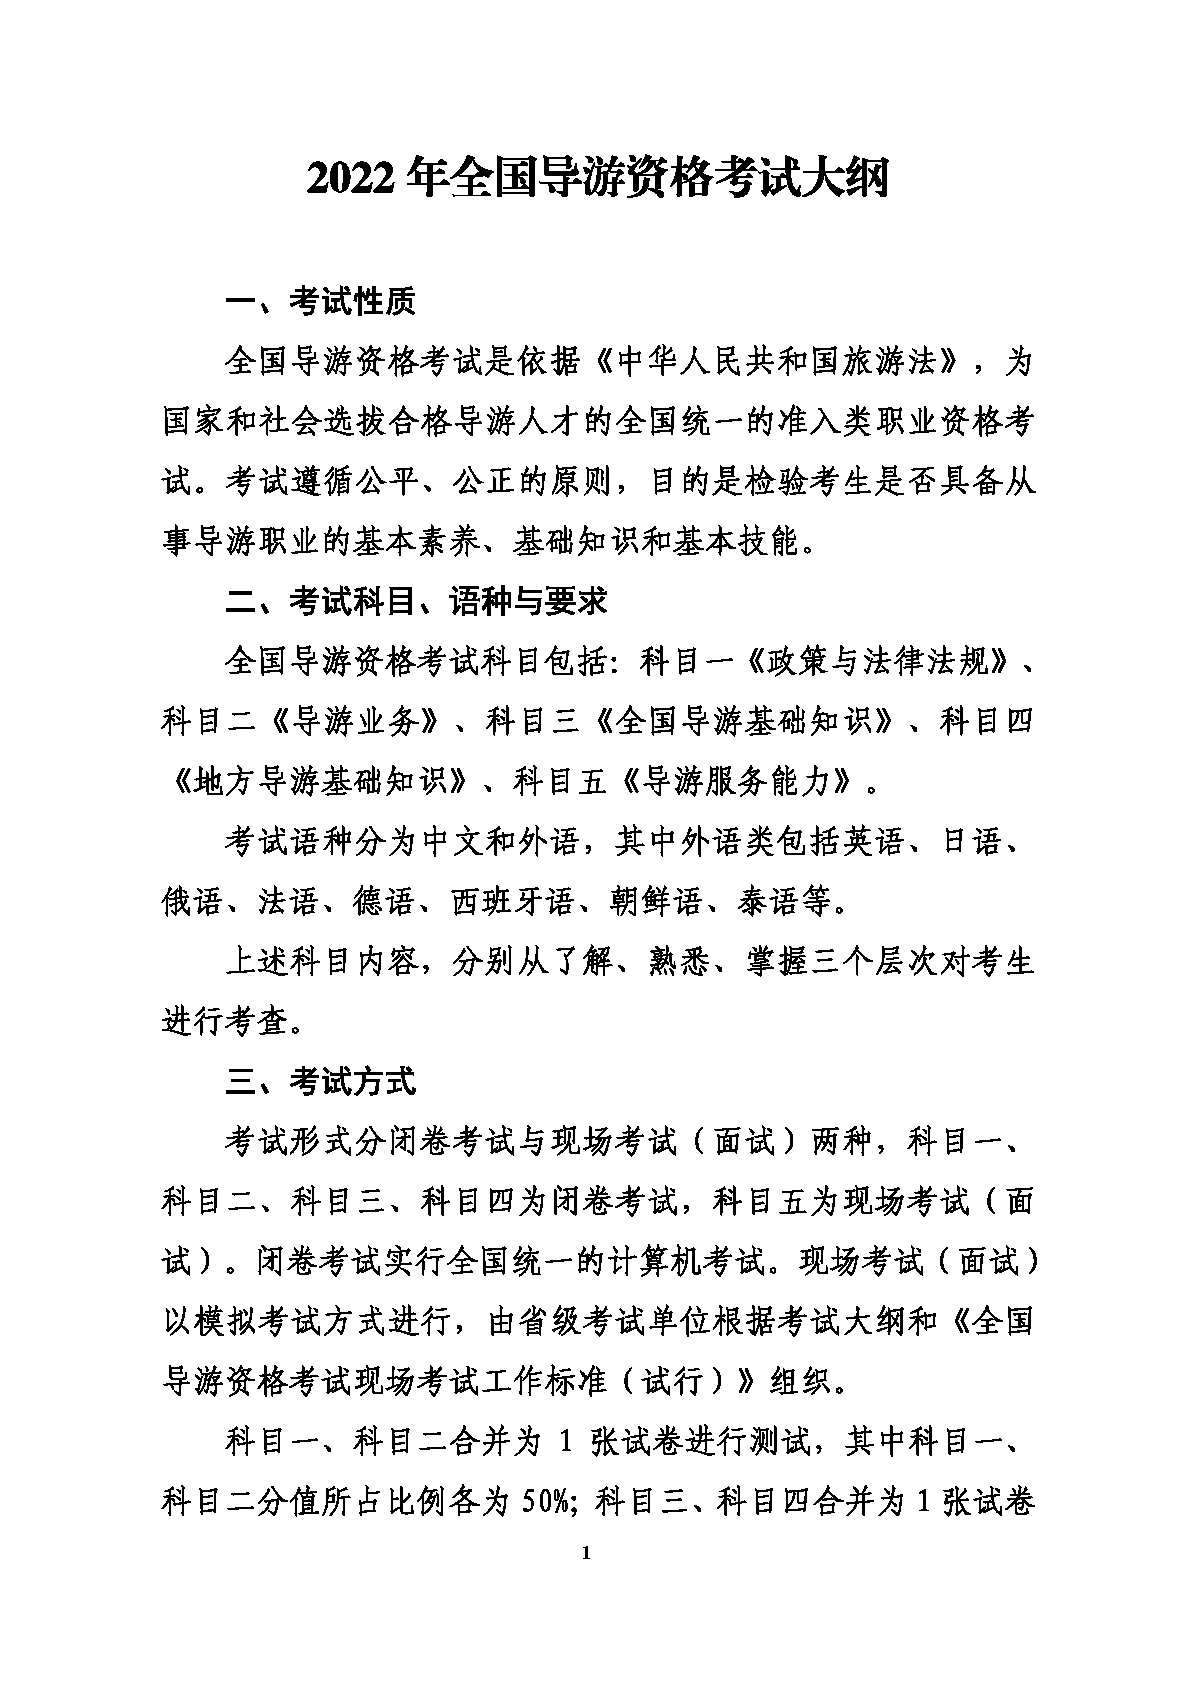 2022 年全国导游资格考试大纲
一、考试性质
全国导游资格考试是依据《中华人民共和国旅游法》，为
国家和社会选拔合格导游人才的全国统一的准入类职业资格考
试。考试遵循公平、公正的原则，目的是检验考生是否具备从
事导游职业的基本素养、基础知识和基本技能。
二、考试科目、语种与要求
全国导游资格考试科目包括：科目一《政策与法律法规》、
科目二《导游业务》、科目三《全国导游基础知识》、科目四
《地方导游基础知识》、科目五《导游服务能力》。
考试语种分为中文和外语，其中外语类包括英语、日语、
俄语、法语、德语、西班牙语、朝鲜语、泰语等。
上述科目内容，分别从了解、熟悉、掌握三个层次对考生
进行考查。
三、考试方式
考试形式分闭卷考试与现场考试（面试）两种，科目一、
科目二、科目三、科目四为闭卷考试，科目五为现场考试（面
试）。闭卷考试实行全国统一的计算机考试。现场考试（面试）
以模拟考试方式进行，由省级考试单位根据考试大纲和《全国
导游资格考试现场考试工作标准（试行）》组织。
科目一、科目二合并为 1 张试卷进行测试，其中科目一、
科目二分值所占比例各为 50%；科目三、科目四合并为 1 张试卷
1